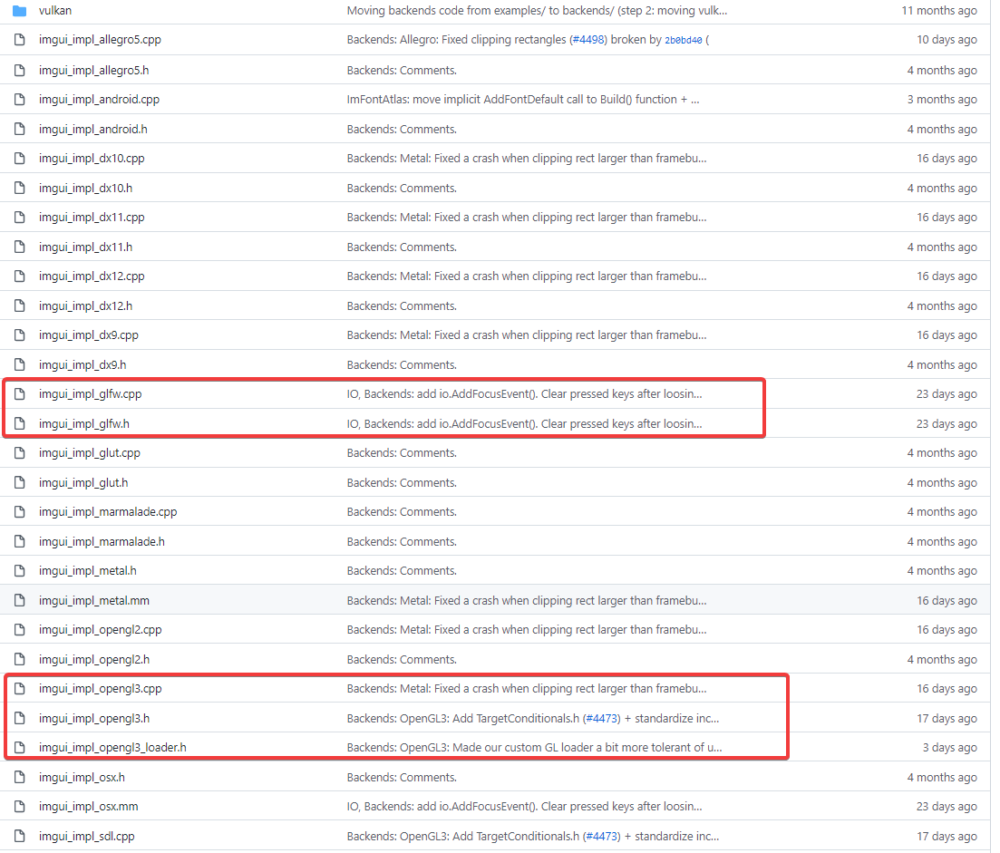 vulkan Moving backends code from examples/ to backends/ (step 2: moving vulk... 11 months ago
imgui_impl_allegro5.cpp Backends: Allegro: Fixed clipping rectangles (#4498) broken by 2b0bd40 ( 10 days ago
imgui_impl_allegro5.h Backends: Comments. 4 months ago
imgui_impl_android.cpp ImFontAtlas: move implicit AddFontDefault call to Build() function + ... 3 months ago
imgui_impl_android.h Backends: Comments. 4 months ago
imgui_impl_dx10.cpp Backends: Metal: Fixed a crash when clipping rect larger than framebu... 16 days ago
imgui_impl_dx10.h Backends: Comments. 4 months ago
imgui_impl_dx11.cpp Backends: Metal: Fixed a crash when clipping rect larger than framebu... 16 days ago
imgui_impl_dx11.h Backends: Comments. 4 months ago
imgui_impl_dx12.cpp Backends: Metal: Fixed a crash when clipping rect larger than framebu... 16 days ago
imgui_impl_dx12.h Backends: Comments. 4 months ago
imgui_impl_dx9.cpp Backends: Metal: Fixed a crash when clipping rect larger than framebu... 16 days ago
imgui_impl_dx9.h Backends: Comments. 4 months ago
imgui_impl_glfw.cpp IO, Backends: add io.AddFocusEvent(). Clear pressed keys after loosin... 23 days ago
imgui_impl_glfw.h IO, Backends: add io.AddFocusEvent(). Clear pressed keys after loosin... 23 days ago
imgui_impl_glut.cpp Backends: Comments. 4 months ago
imgui_impl_glut.h Backends: Comments. 4 months ago
imgui_impl_marmalade.cpp Backends: Comments. 4 months ago
imgui_impl_marmalade.h Backends: Comments. 4 months ago
imgui_impl_metal.h Backends: Comments. 4 months ago
imgui_impl_metal.mm Backends: Metal: Fixed a crash when clipping rect larger than framebu... 16 days ago
imgui_impl_opengl2.cpp Backends: Metal: Fixed a crash when clipping rect larger than framebu... 16 days ago
imgui_impl_opengl2.h Backends: Comments. 4 months ago
imgui_impl_opengl3.cpp Backends: Metal: Fixed a crash when clipping rect larger than framebu... 16 days ago
imgui_impl_opengl3.h Backends: OpenGL3: Add TargetConditionals.h (#4473) + standardize inc... 17 days ago
imgui_impl_opengl3_loader.h Backends: OpenGL3: Made our custom GL loader a bit more tolerant of u... 3 days ago
imgui_impl_osx.h Backends: Comments. 4 months ago
imgui_impl_osx.mm IO, Backends: add io.AddFocusEvent(). Clear pressed keys after loosin... 23 days ago
imgui_impl_sdl.cpp Backends: OpenGL3: Add TargetConditionals.h (#4473) + standardize inc... 17 days ago